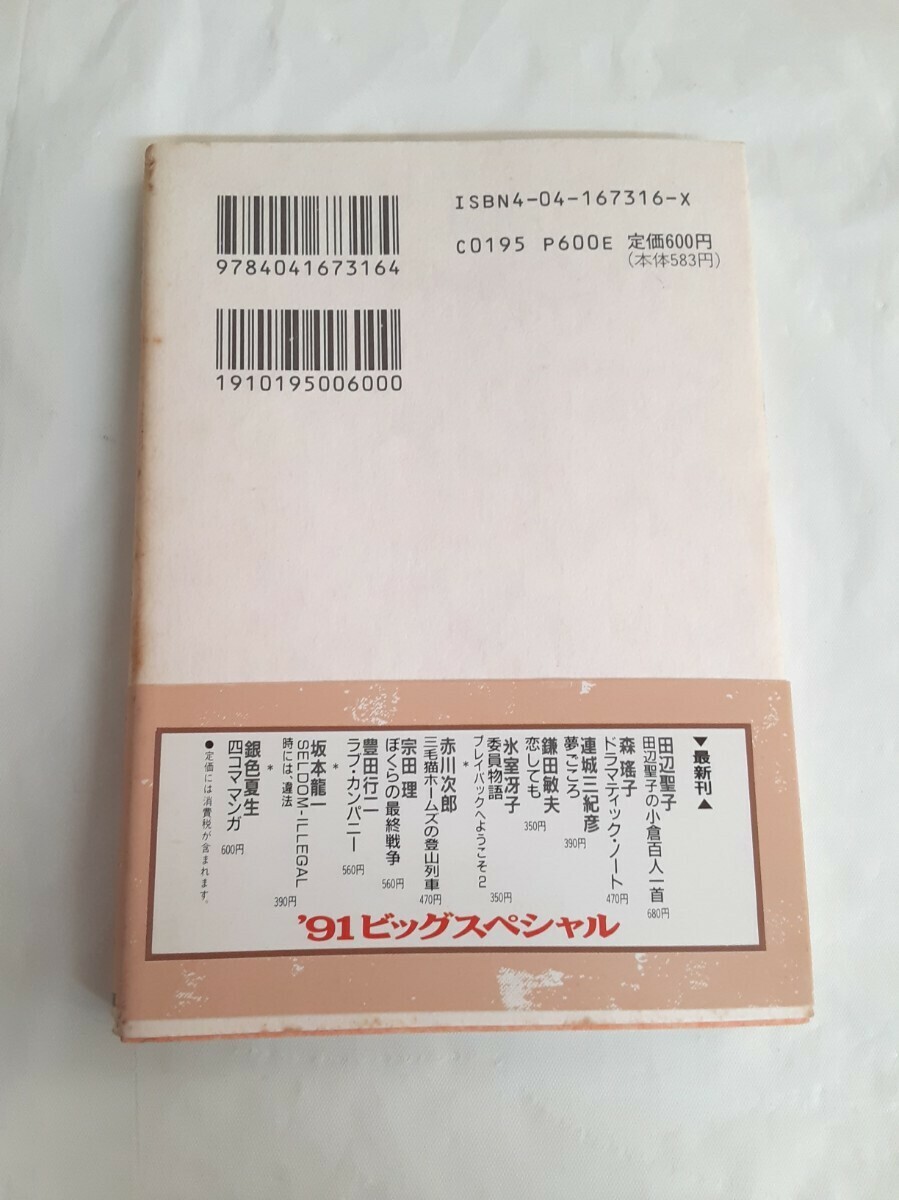 ISBN4-04-167316-X
C0195 P600E 定価600円
(本体583円)
9784041673164
1910195006000
▼最新刊▲
田辺聖子
田辺聖子の小倉百人一首 680円
森 瑤子
ドラマティック・ノート 470円
連城三紀彦
夢ごころ 390円
鎌田敏夫
恋しても 350円
氷室冴子
委員物語
プレイバックへようこそ2 350円
*
赤川次郎
三毛猫ホームズの登山列車 470円
宗田 理
ぼくらの最終戦争 560円
豊田行二
ラブ・カンパニー 560円
*
坂本龍一
SELDOM-ILLEGAL
時には、違法 390円
*
銀色夏生
四コママンガ 600円
●定価には消費税が含まれます。
'91ビッグスペシャル